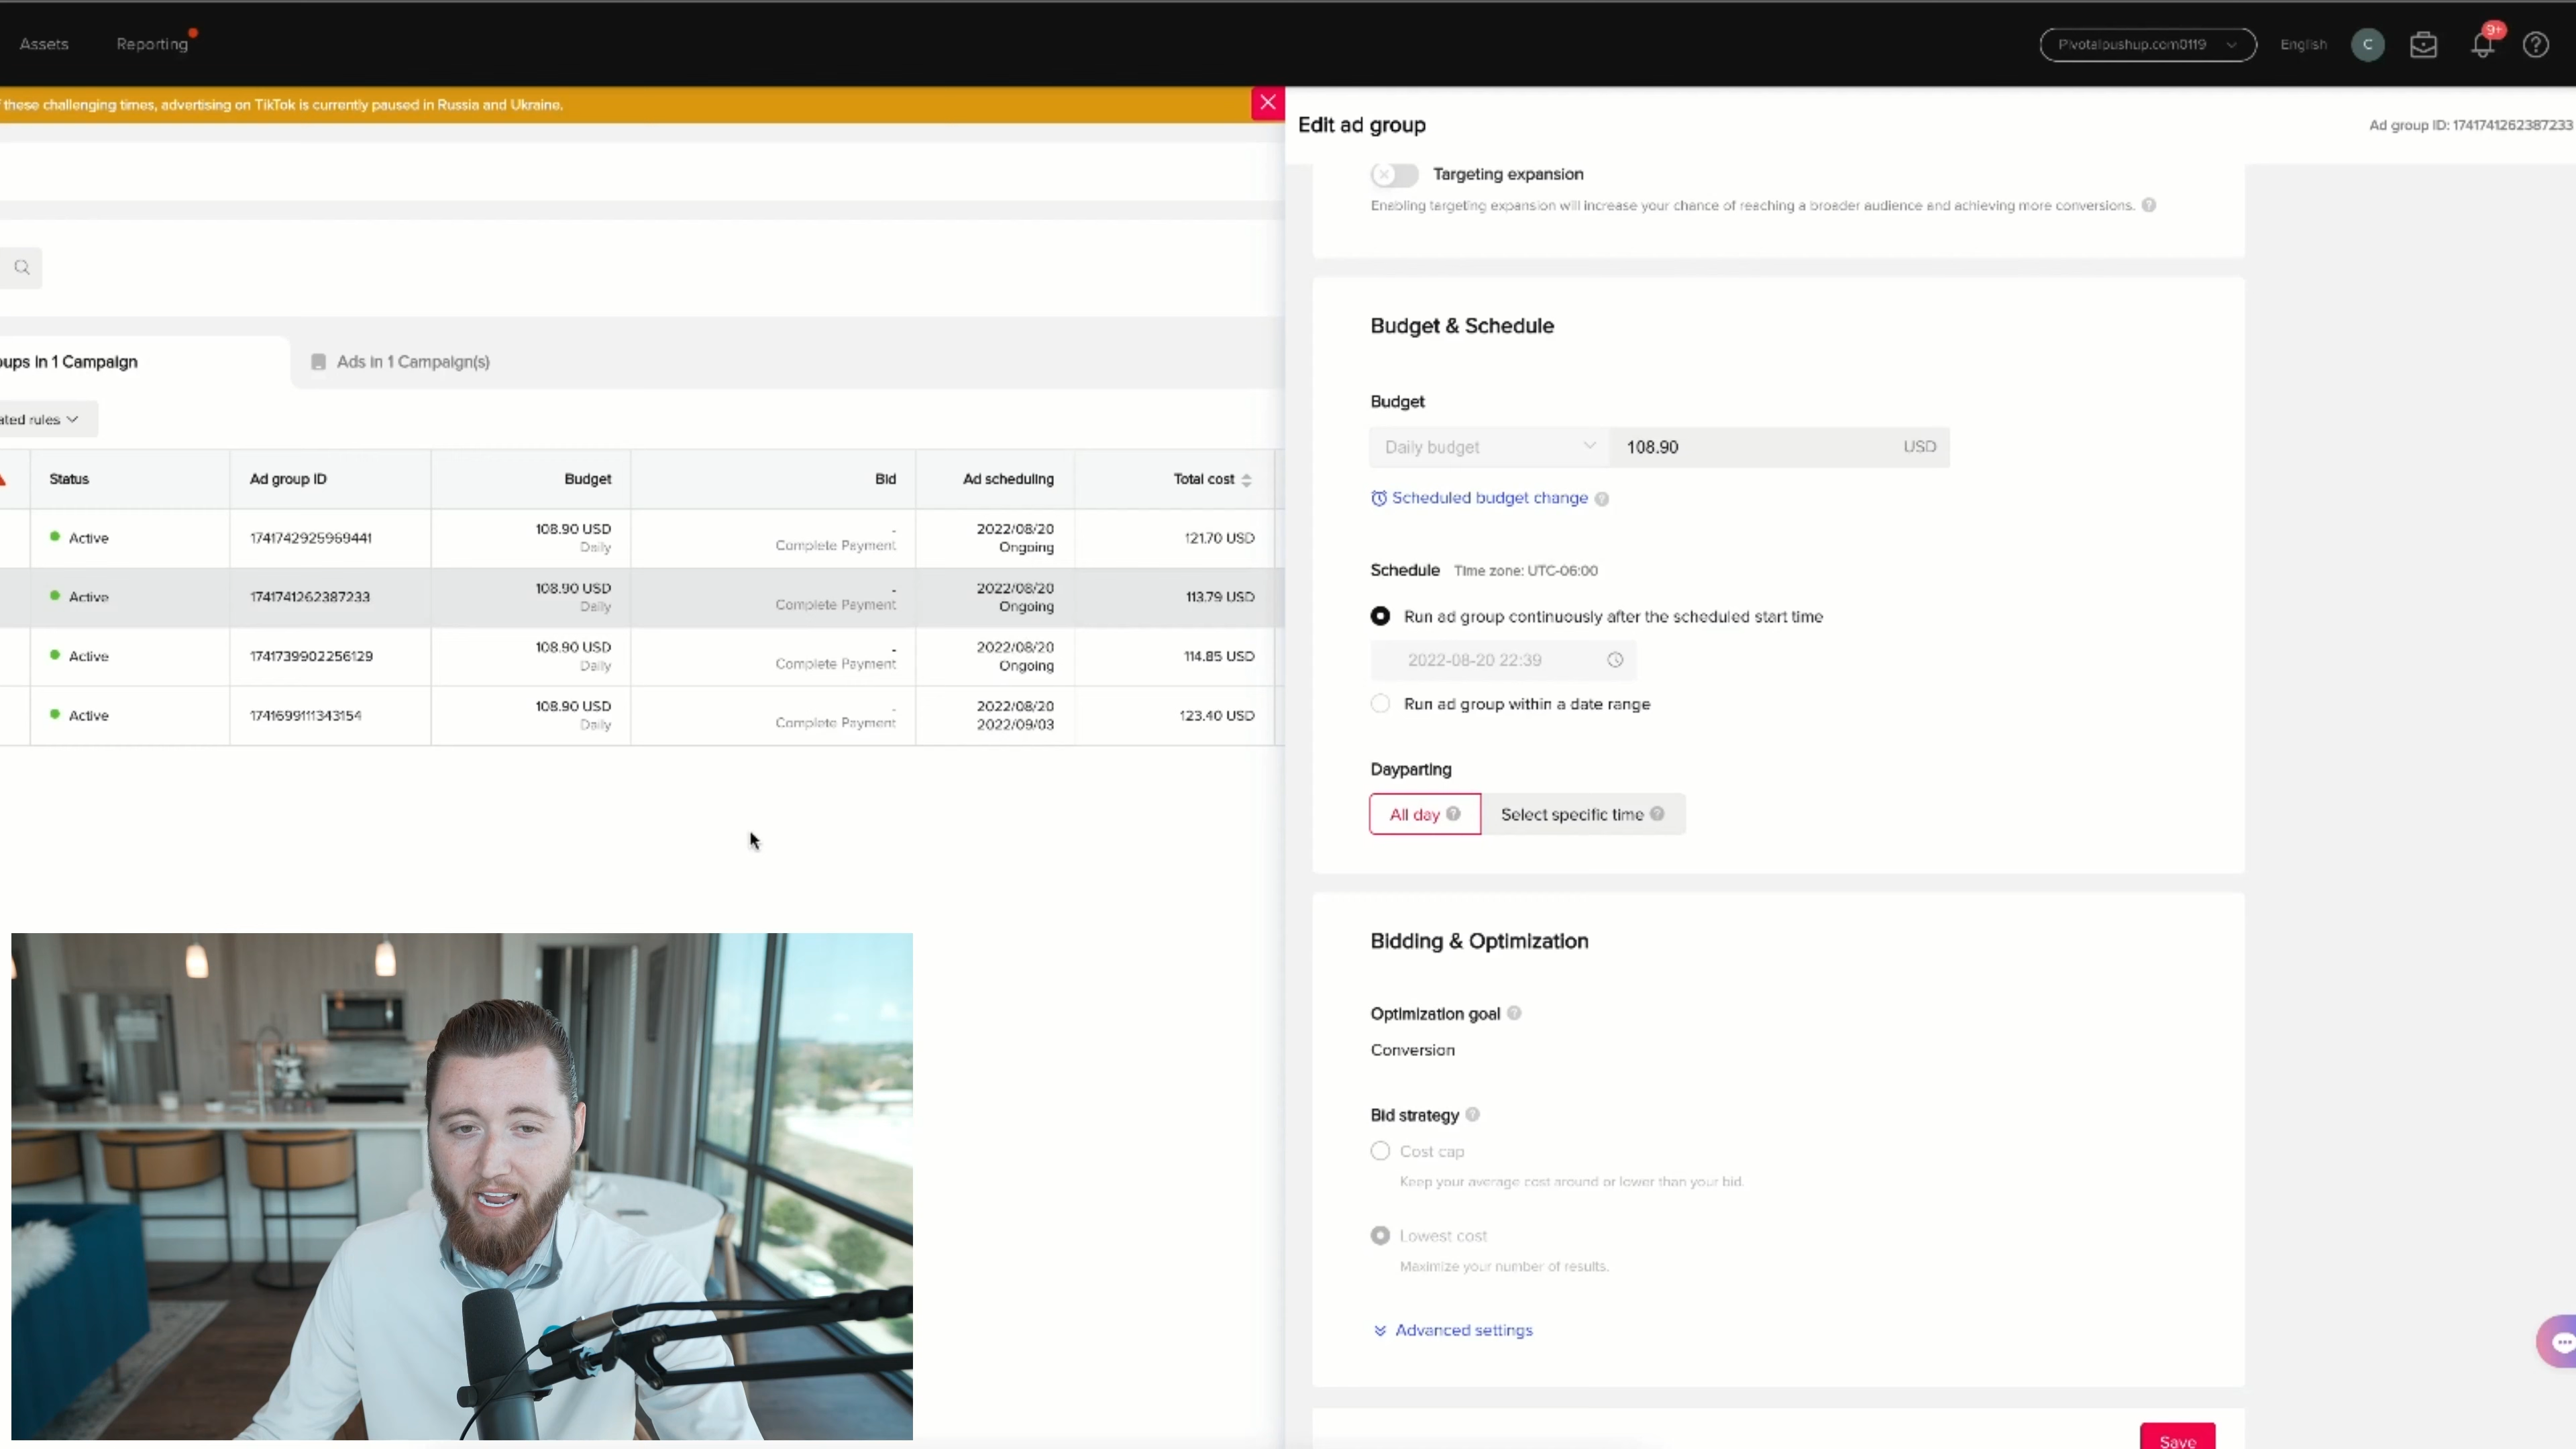 Assets
Reporting
Pivotalpushup.com0119
English
C
9+
these challenging times, advertising on TikTok is currently paused in Russia and Ukraine.
Edit ad group
Ad group ID: 1741741262387233
Targeting expansion
Enabling targeting expansion will increase your chance of reaching a broader audience and achieving more conversions.
oups in 1 Campaign
Ads in 1 Campaign(s)
ated rules
Status
Ad group ID
Budget
Bid
Ad scheduling
Total cost
Active
1741742925969441
108.90 USD
Daily
-
Complete Payment
2022/08/20
Ongoing
121.70 USD
Active
1741741262387233
108.90 USD
Daily
-
Complete Payment
2022/08/20
Ongoing
113.79 USD
Active
1741739902256129
108.90 USD
Daily
-
Complete Payment
2022/08/20
Ongoing
114.85 USD
Active
1741699111343154
108.90 USD
Daily
-
Complete Payment
2022/08/20
2022/09/03
123.40 USD
Budget & Schedule
Budget
Daily budget
108.90
USD
Scheduled budget change
Schedule Time zone: UTC-06:00
Run ad group continuously after the scheduled start time
2022-08-20 22:39
Run ad group within a date range
Dayparting
All day
Select specific time
Bidding & Optimization
Optimization goal
Conversion
Bid strategy
Cost cap
Keep your average cost around or lower than your bid.
Lowest cost
Maximize your number of results.
Advanced settings
Save